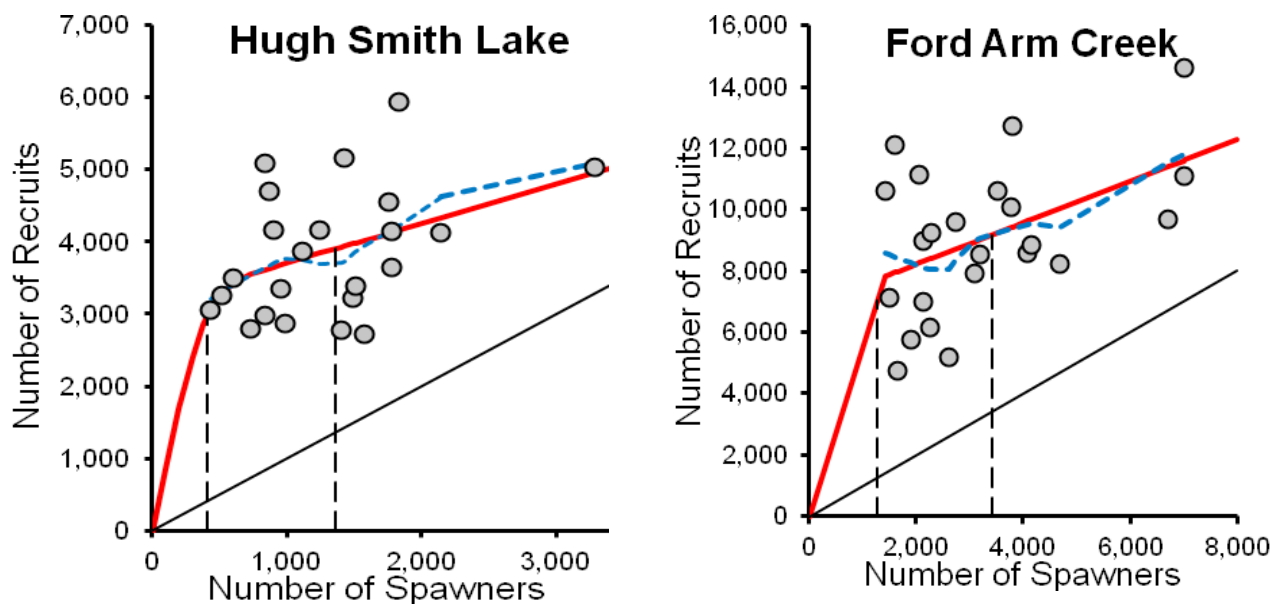 Hugh Smith Lake
Number of Recruits
7,000
6,000
5,000
4,000
3,000
2,000
1,000
0
0 1,000 2,000 3,000
Number of Spawners
Ford Arm Creek
Number of Recruits
16,000
14,000
12,000
10,000
8,000
6,000
4,000
2,000
0
0 2,000 4,000 6,000 8,000
Number of Spawners